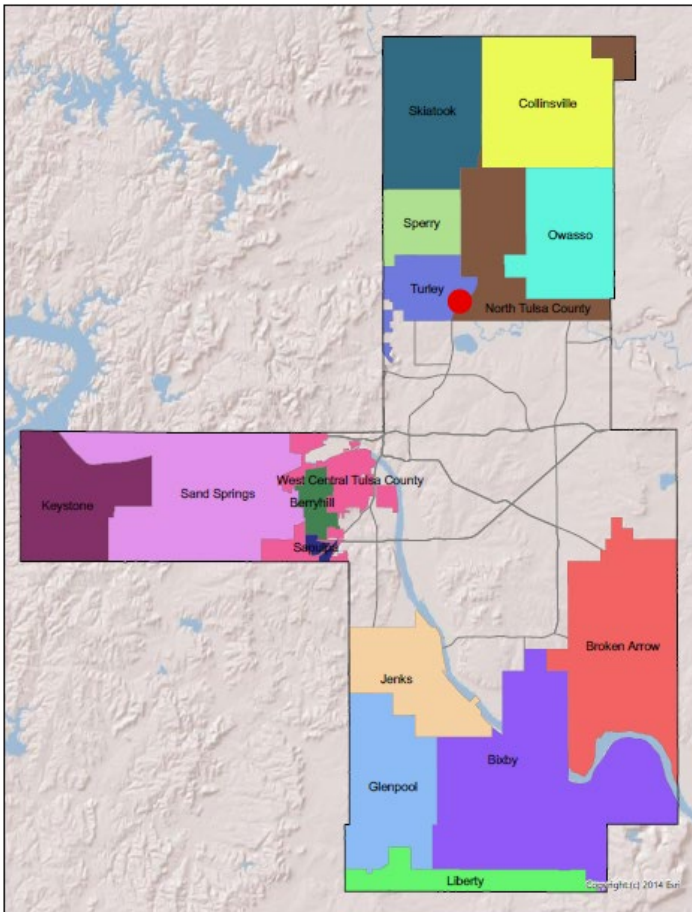 Skiatook
Collinsville
Sperry
Owasso
Turley
North Tulsa County
West Central Tulsa County
Sand Springs
Berryhill
Keystone
Sapulpa
Broken Arrow
Jenks
Bixby
Glenpool
Liberty
Copyright:(c) 2014 Esri